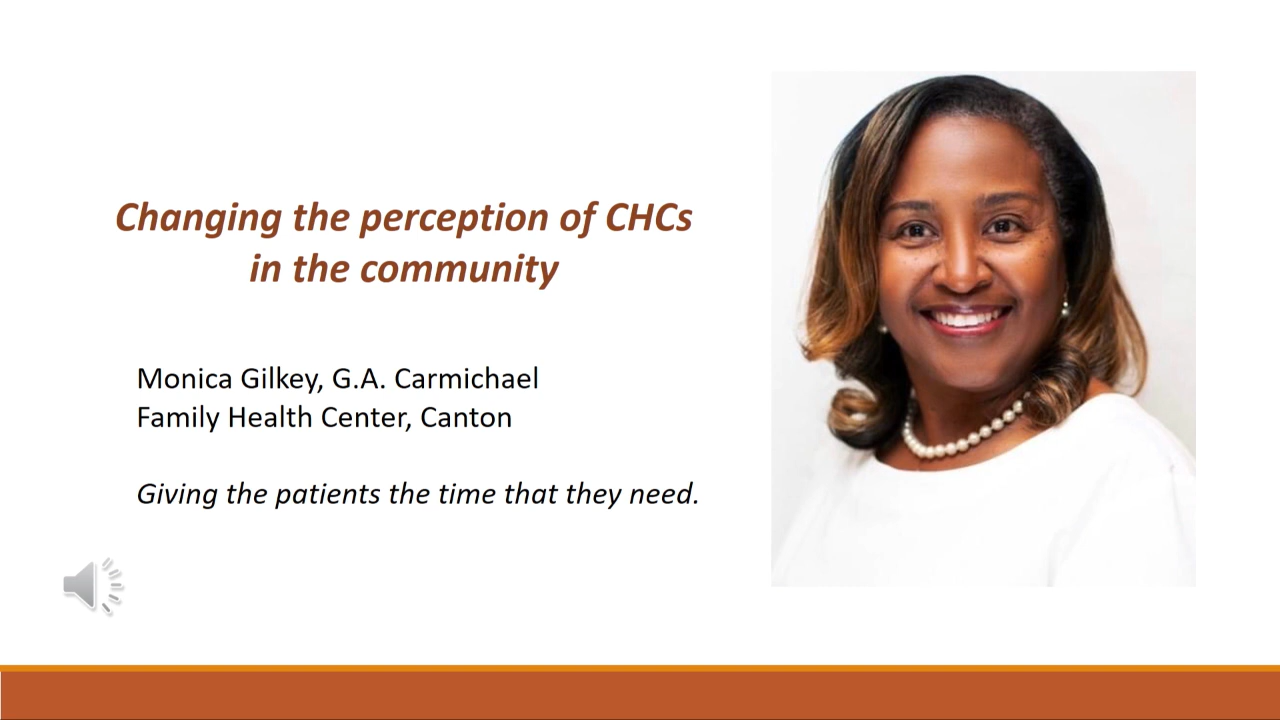 Changing the perception of CHCs
in the community
Monica Gilkey, G.A. Carmichael
Family Health Center, Canton
Giving the patients the time that they need.